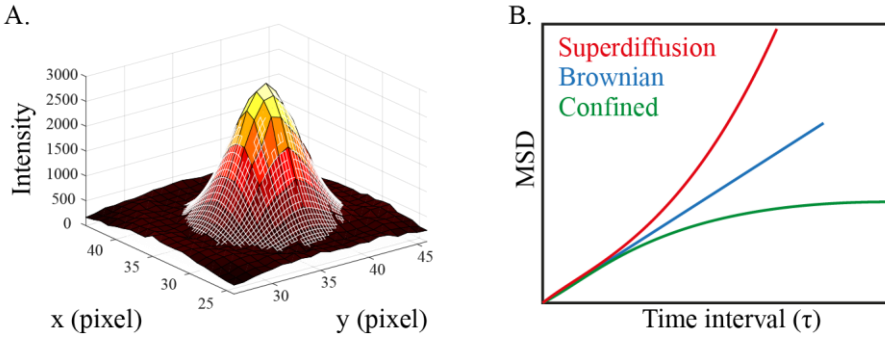 A.
3000
2500
2000
1500
1000
500
0
Intensity
40
35
30
25
x (pixel)
30
35
40
45
y (pixel)
B.
Superdiffusion
Brownian
Confined
MSD
Time interval (τ)